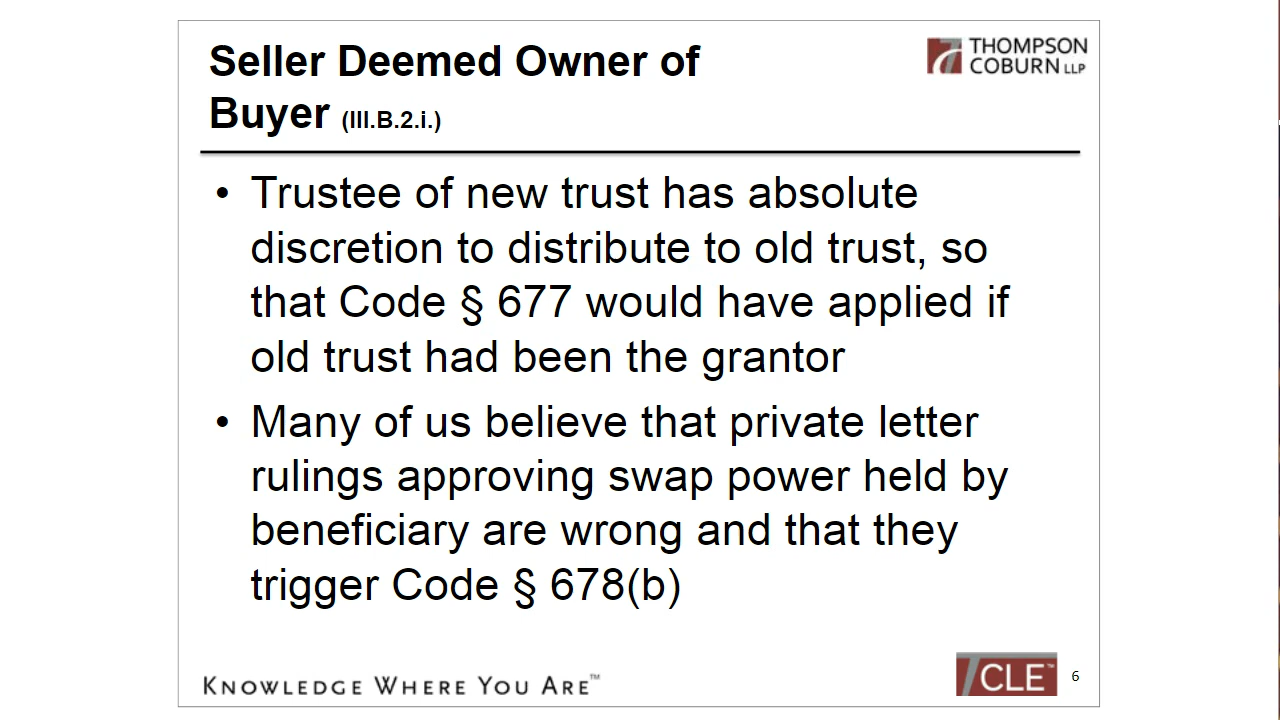 Seller Deemed Owner of
Buyer (III.B.2.i.)
THOMPSON
COBURN LLP
• Trustee of new trust has absolute
discretion to distribute to old trust, so
that Code § 677 would have applied if
old trust had been the grantor
• Many of us believe that private letter
rulings approving swap power held by
beneficiary are wrong and that they
trigger Code § 678(b)
KNOWLEDGE WHERE YOU ARE™
TCLE™
6